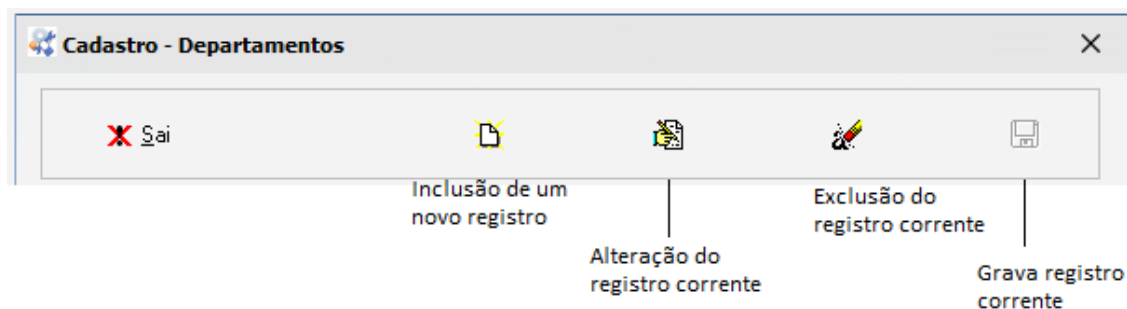 Cadastro - Departamentos
Sai
Inclusão de um
novo registro
Alteração do
registro corrente
Exclusão do
registro corrente
Grava registro
corrente